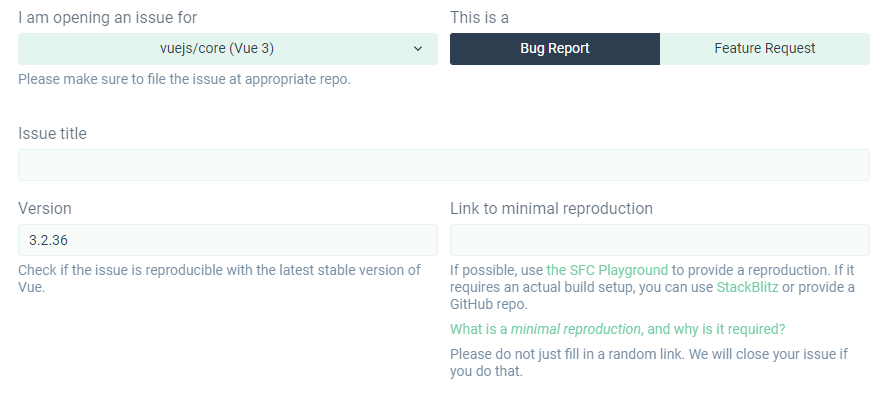 I am opening an issue for
This is a
vuejs/core (Vue 3)
Bug Report
Feature Request
Please make sure to file the issue at appropriate repo.
Issue title
Version
Link to minimal reproduction
3.2.36
Check if the issue is reproducible with the latest stable version of
Vue.
If possible, use the SFC Playground to provide a reproduction. If it
requires an actual build setup, you can use StackBlitz or provide a
GitHub repo.
What is a minimal reproduction, and why is it required?
Please do not just fill in a random link. We will close your issue if
you do that.